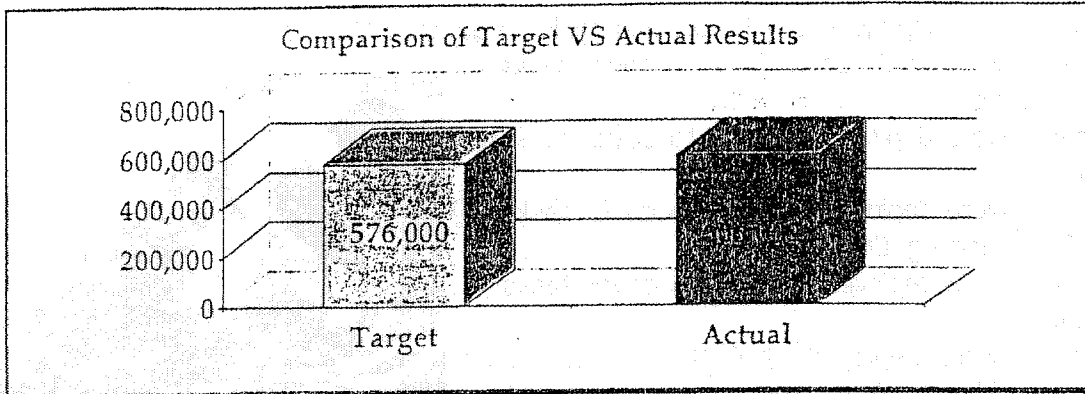 Comparison of Target VS Actual Results
800,000
600,000
400,000
200,000
0
576,000
Target
Actual